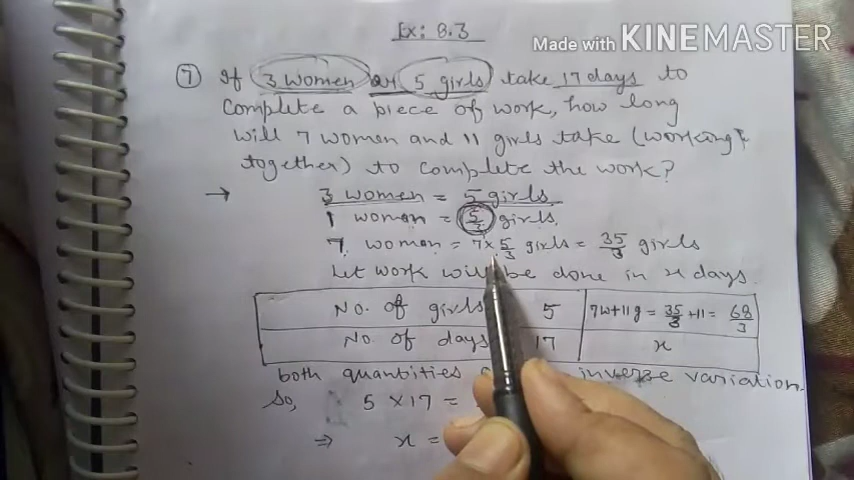 Ex: 8.3
Made with KINEMASTER
7 If 3 women or 5 girls take 17 days to
complete a piece of work, how long
will 7 women and 11 girls take (working
together) to complete the work?
→ 3 women = 5 girls
1 women = 5/3 girls.
7 women = 7 × 5/3 girls = 35/3 girls
Let work will be done in x days.
No. of girls 5 7w+11g = 35/3 +11 = 68/3
No. of days 17 x
both quantities inverse variation.
So, 5 × 17 =
⇒ x =